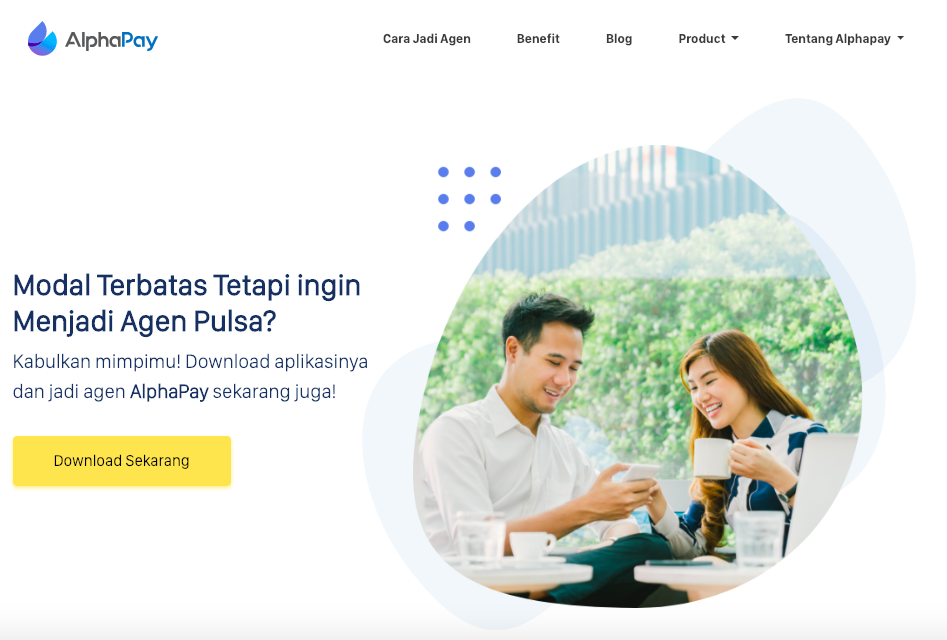 AlphaPay
Cara Jadi Agen
Benefit
Blog
Product
Tentang Alphapay
Modal Terbatas Tetapi ingin
Menjadi Agen Pulsa?
Kabulkan mimpimu! Download aplikasinya
dan jadi agen AlphaPay sekarang juga!
Download Sekarang